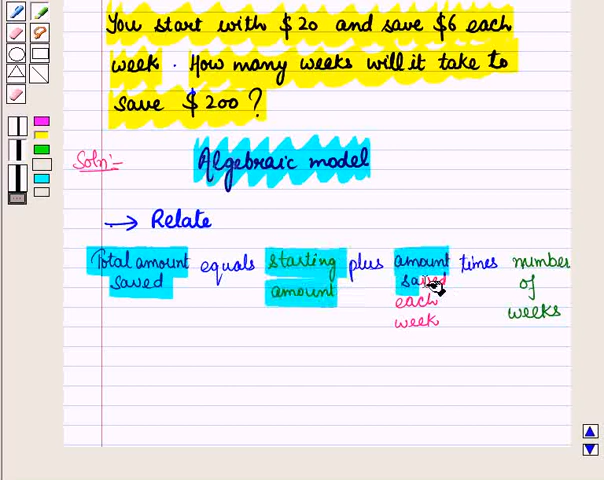 You start with $20 and save $6 each
week. How many weeks will it take to
save $200?
Soln:- Algebraic model
→ Relate
Total amount equals starting plus amount times number
saved amount saved of
each weeks
week